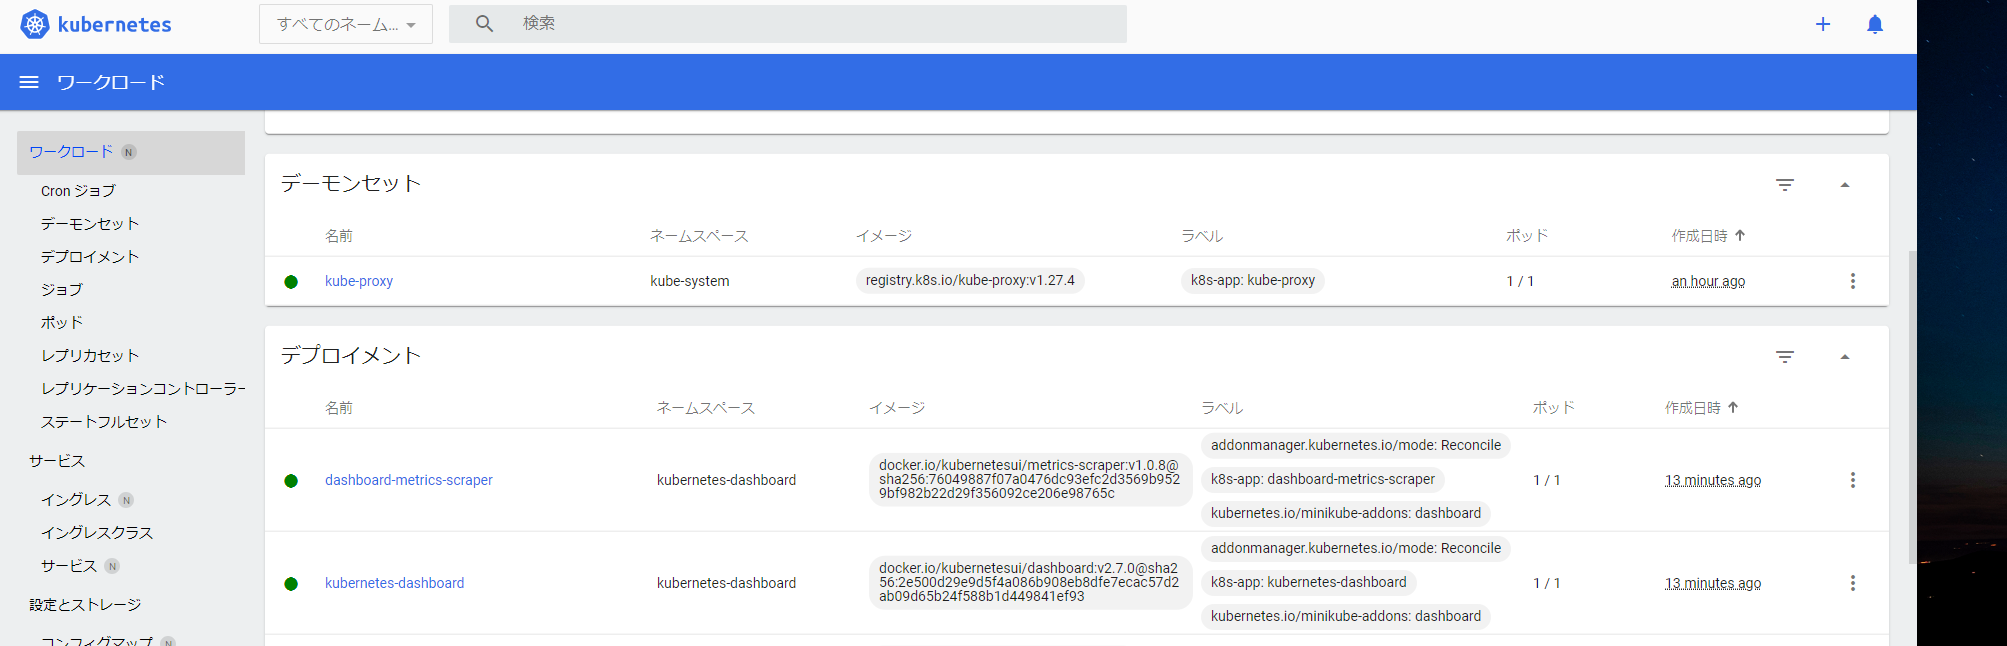 kubernetes
すべてのネーム...
検索
ワークロード
ワークロード N
Cron ジョブ
デーモンセット
デプロイメント
ジョブ
ポッド
レプリカセット
レプリケーションコントローラー
ステートフルセット
サービス
イングレス N
イングレスクラス
サービス N
設定とストレージ
コンフィグマップ N
デーモンセット
名前 ネームスペース イメージ ラベル ポッド 作成日時
kube-proxy kube-system registry.k8s.io/kube-proxy:v1.27.4 k8s-app: kube-proxy 1 / 1 an hour ago
デプロイメント
名前 ネームスペース イメージ ラベル ポッド 作成日時
dashboard-metrics-scraper
kubernetes-dashboard
docker.io/kubernetesui/metrics-scraper:v1.0.8@
sha256:76049887f07a0476dc93efc2d3569b952
9bf982b22d29f356092ce206e98765c
addonmanager.kubernetes.io/mode: Reconcile
k8s-app: dashboard-metrics-scraper
kubernetes.io/minikube-addons: dashboard
1 / 1
13 minutes ago
kubernetes-dashboard
kubernetes-dashboard
docker.io/kubernetesui/dashboard:v2.7.0@sha2
56:2e500d29e9d5f4a086b908eb8dfe7ecac57d2
ab09d65b24f588b1d449841ef93
addonmanager.kubernetes.io/mode: Reconcile
k8s-app: kubernetes-dashboard
kubernetes.io/minikube-addons: dashboard
1 / 1
13 minutes ago